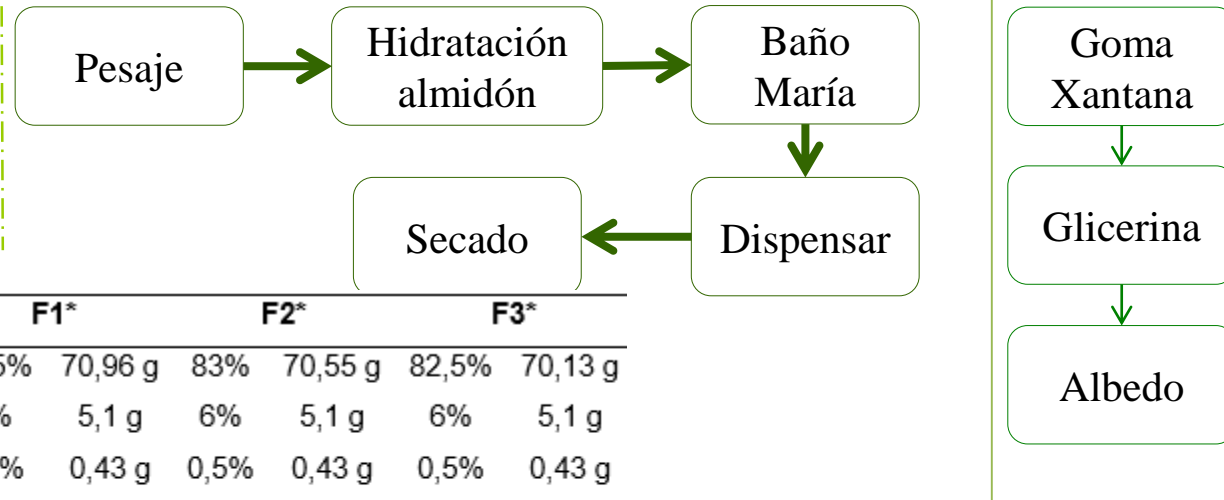 Pesaje
Hidratación
almidón
Baño
María
Dispensar
Secado
F1* F2* F3*
5% 70,96 g 83% 70,55 g 82,5% 70,13 g
% 5,1 g 6% 5,1 g 6% 5,1 g
% 0,43 g 0,5% 0,43 g 0,5% 0,43 g
Goma
Xantana
Glicerina
Albedo